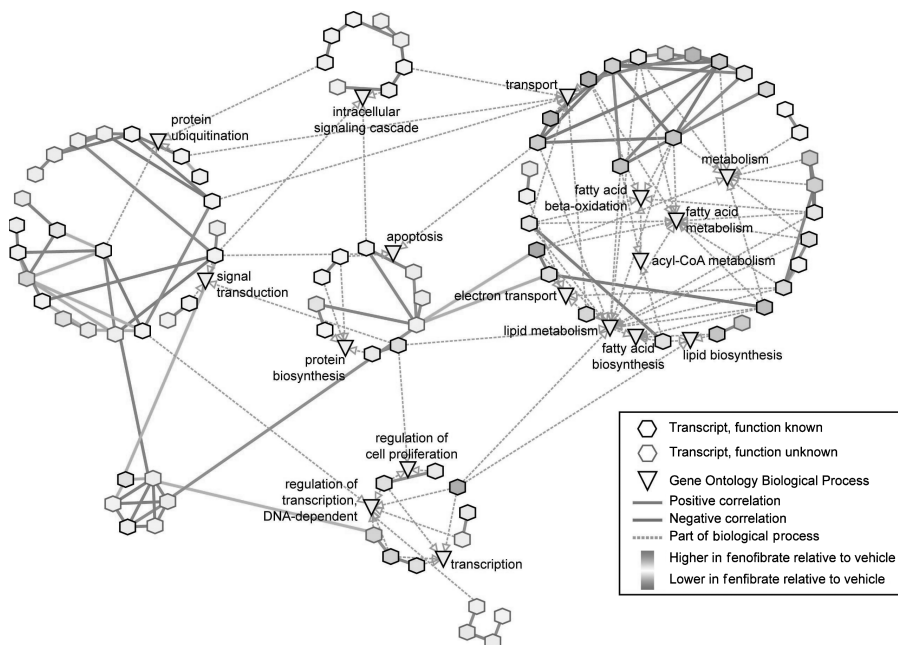 transport
intracellular
signaling cascade
protein
ubiquitination
metabolism
fatty acid
beta-oxidation
fatty acid
metabolism
apoptosis
acyl-CoA metabolism
signal
transduction
electron transport
lipid metabolism
fatty acid
biosynthesis
lipid biosynthesis
protein
biosynthesis
regulation of
cell proliferation
regulation of
transcription,
DNA-dependent
transcription
Transcript, function known
Transcript, function unknown
Gene Ontology Biological Process
Positive correlation
Negative correlation
Part of biological process
Higher in fenofibrate relative to vehicle
Lower in fenfibrate relative to vehicle